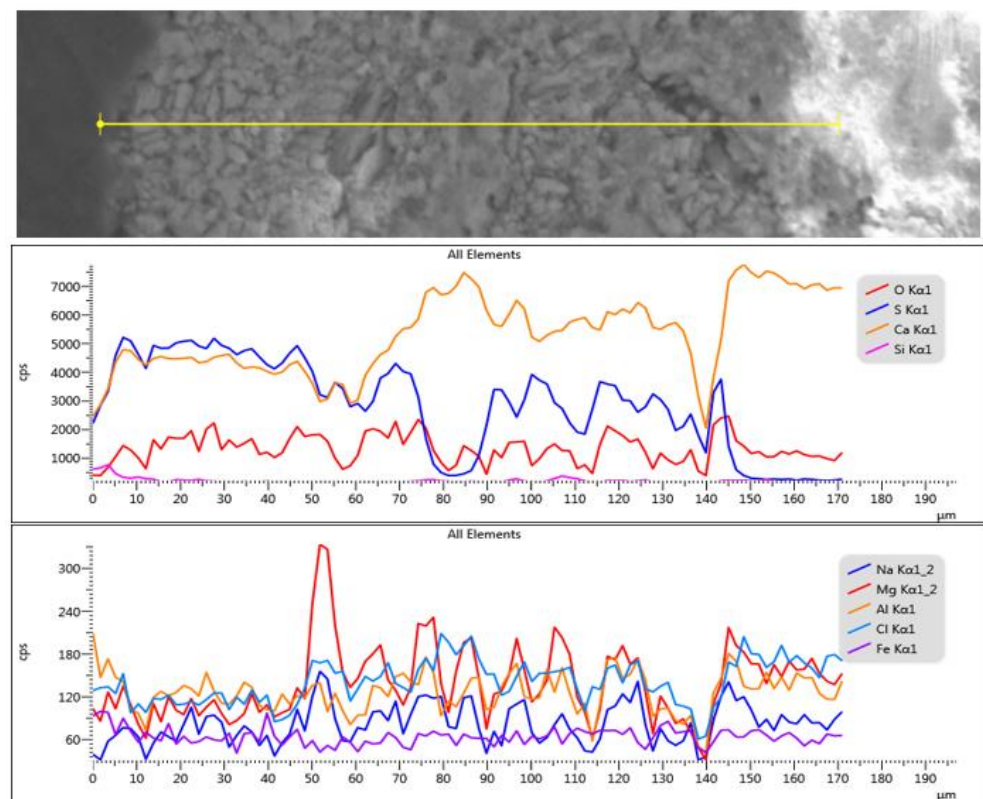 All Elements
7000
6000
5000
4000
3000
2000
1000
cps
O Kα1
S Kα1
Ca Kα1
Si Kα1
0 10 20 30 40 50 60 70 80 90 100 110 120 130 140 150 160 170 180 190
µm
All Elements
300
240
180
120
60
cps
Na Kα1_2
Mg Kα1_2
Al Kα1
Cl Kα1
Fe Kα1
0 10 20 30 40 50 60 70 80 90 100 110 120 130 140 150 160 170 180 190
µm